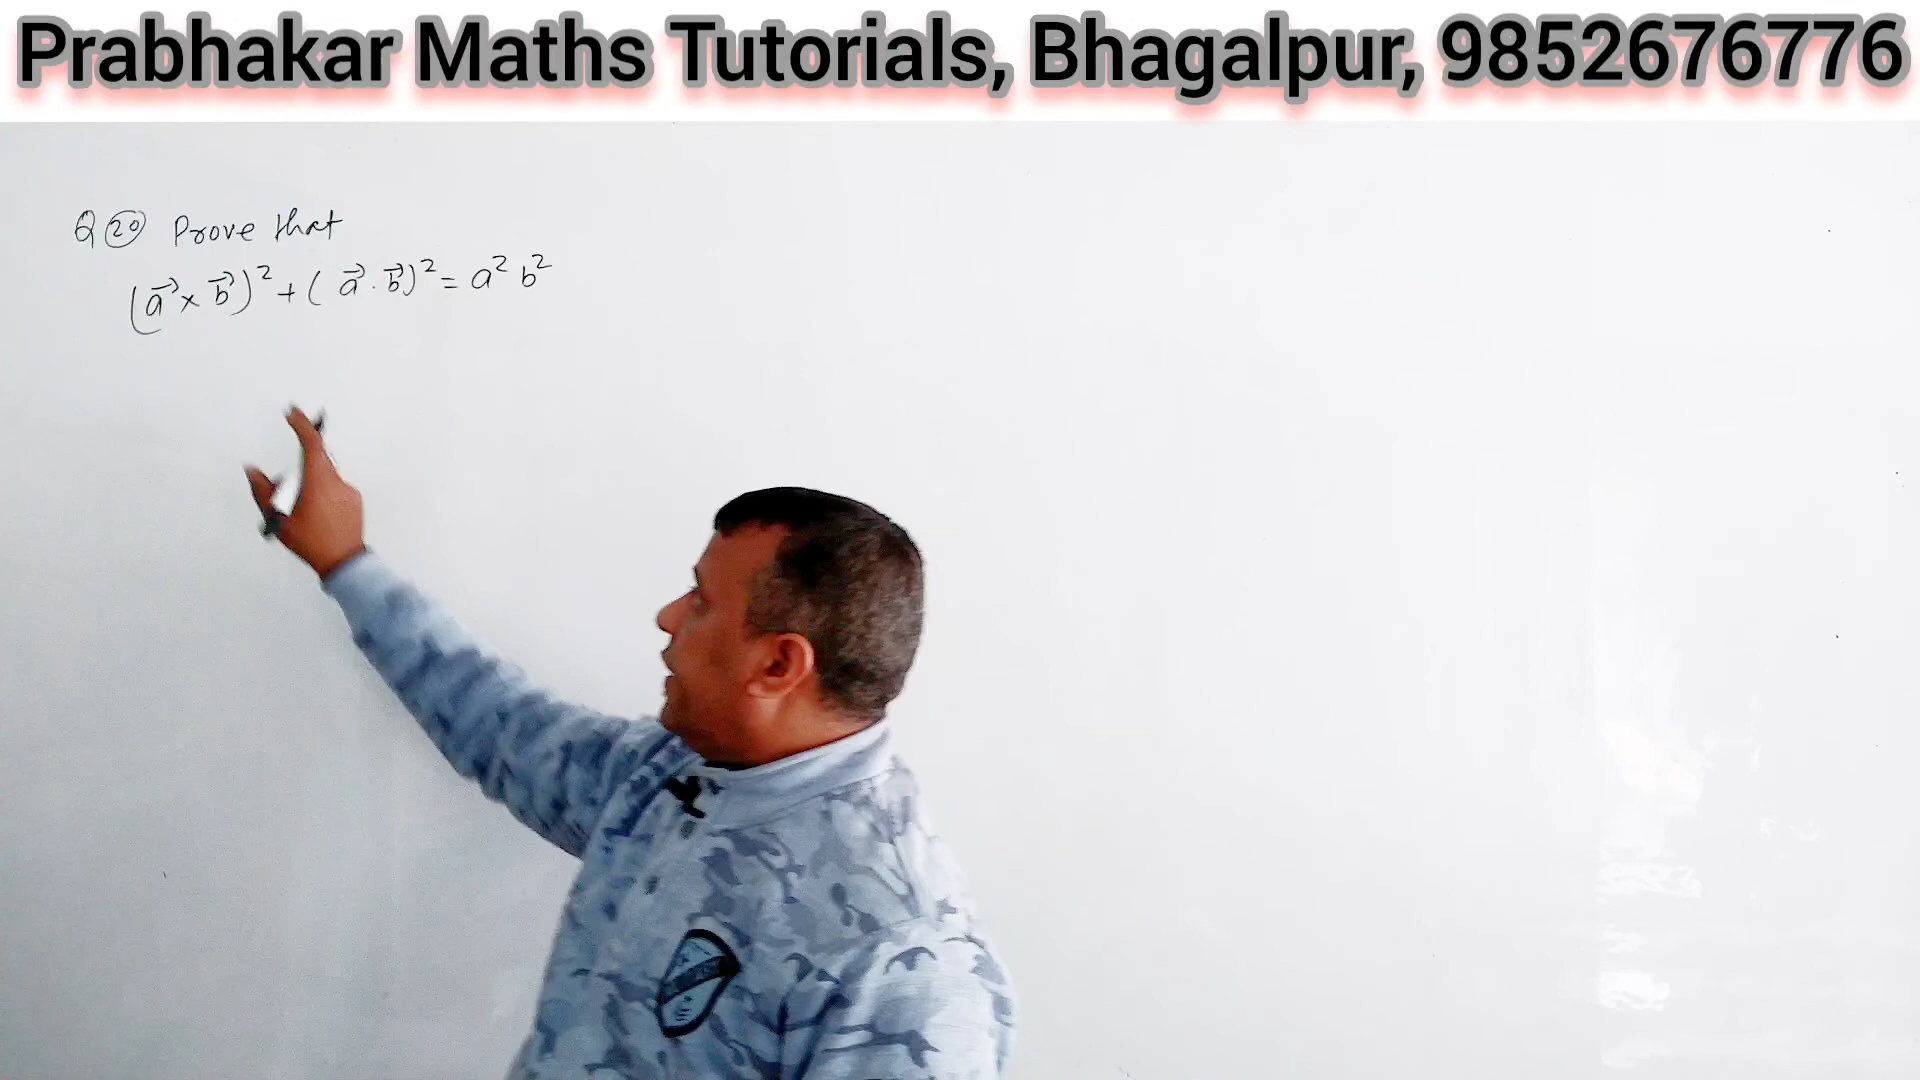 Prabhakar Maths Tutorials, Bhagalpur, 9852676776
Q 20 Prove that
(a⃗ × b⃗)² + (a⃗ . b⃗)² = a² b²